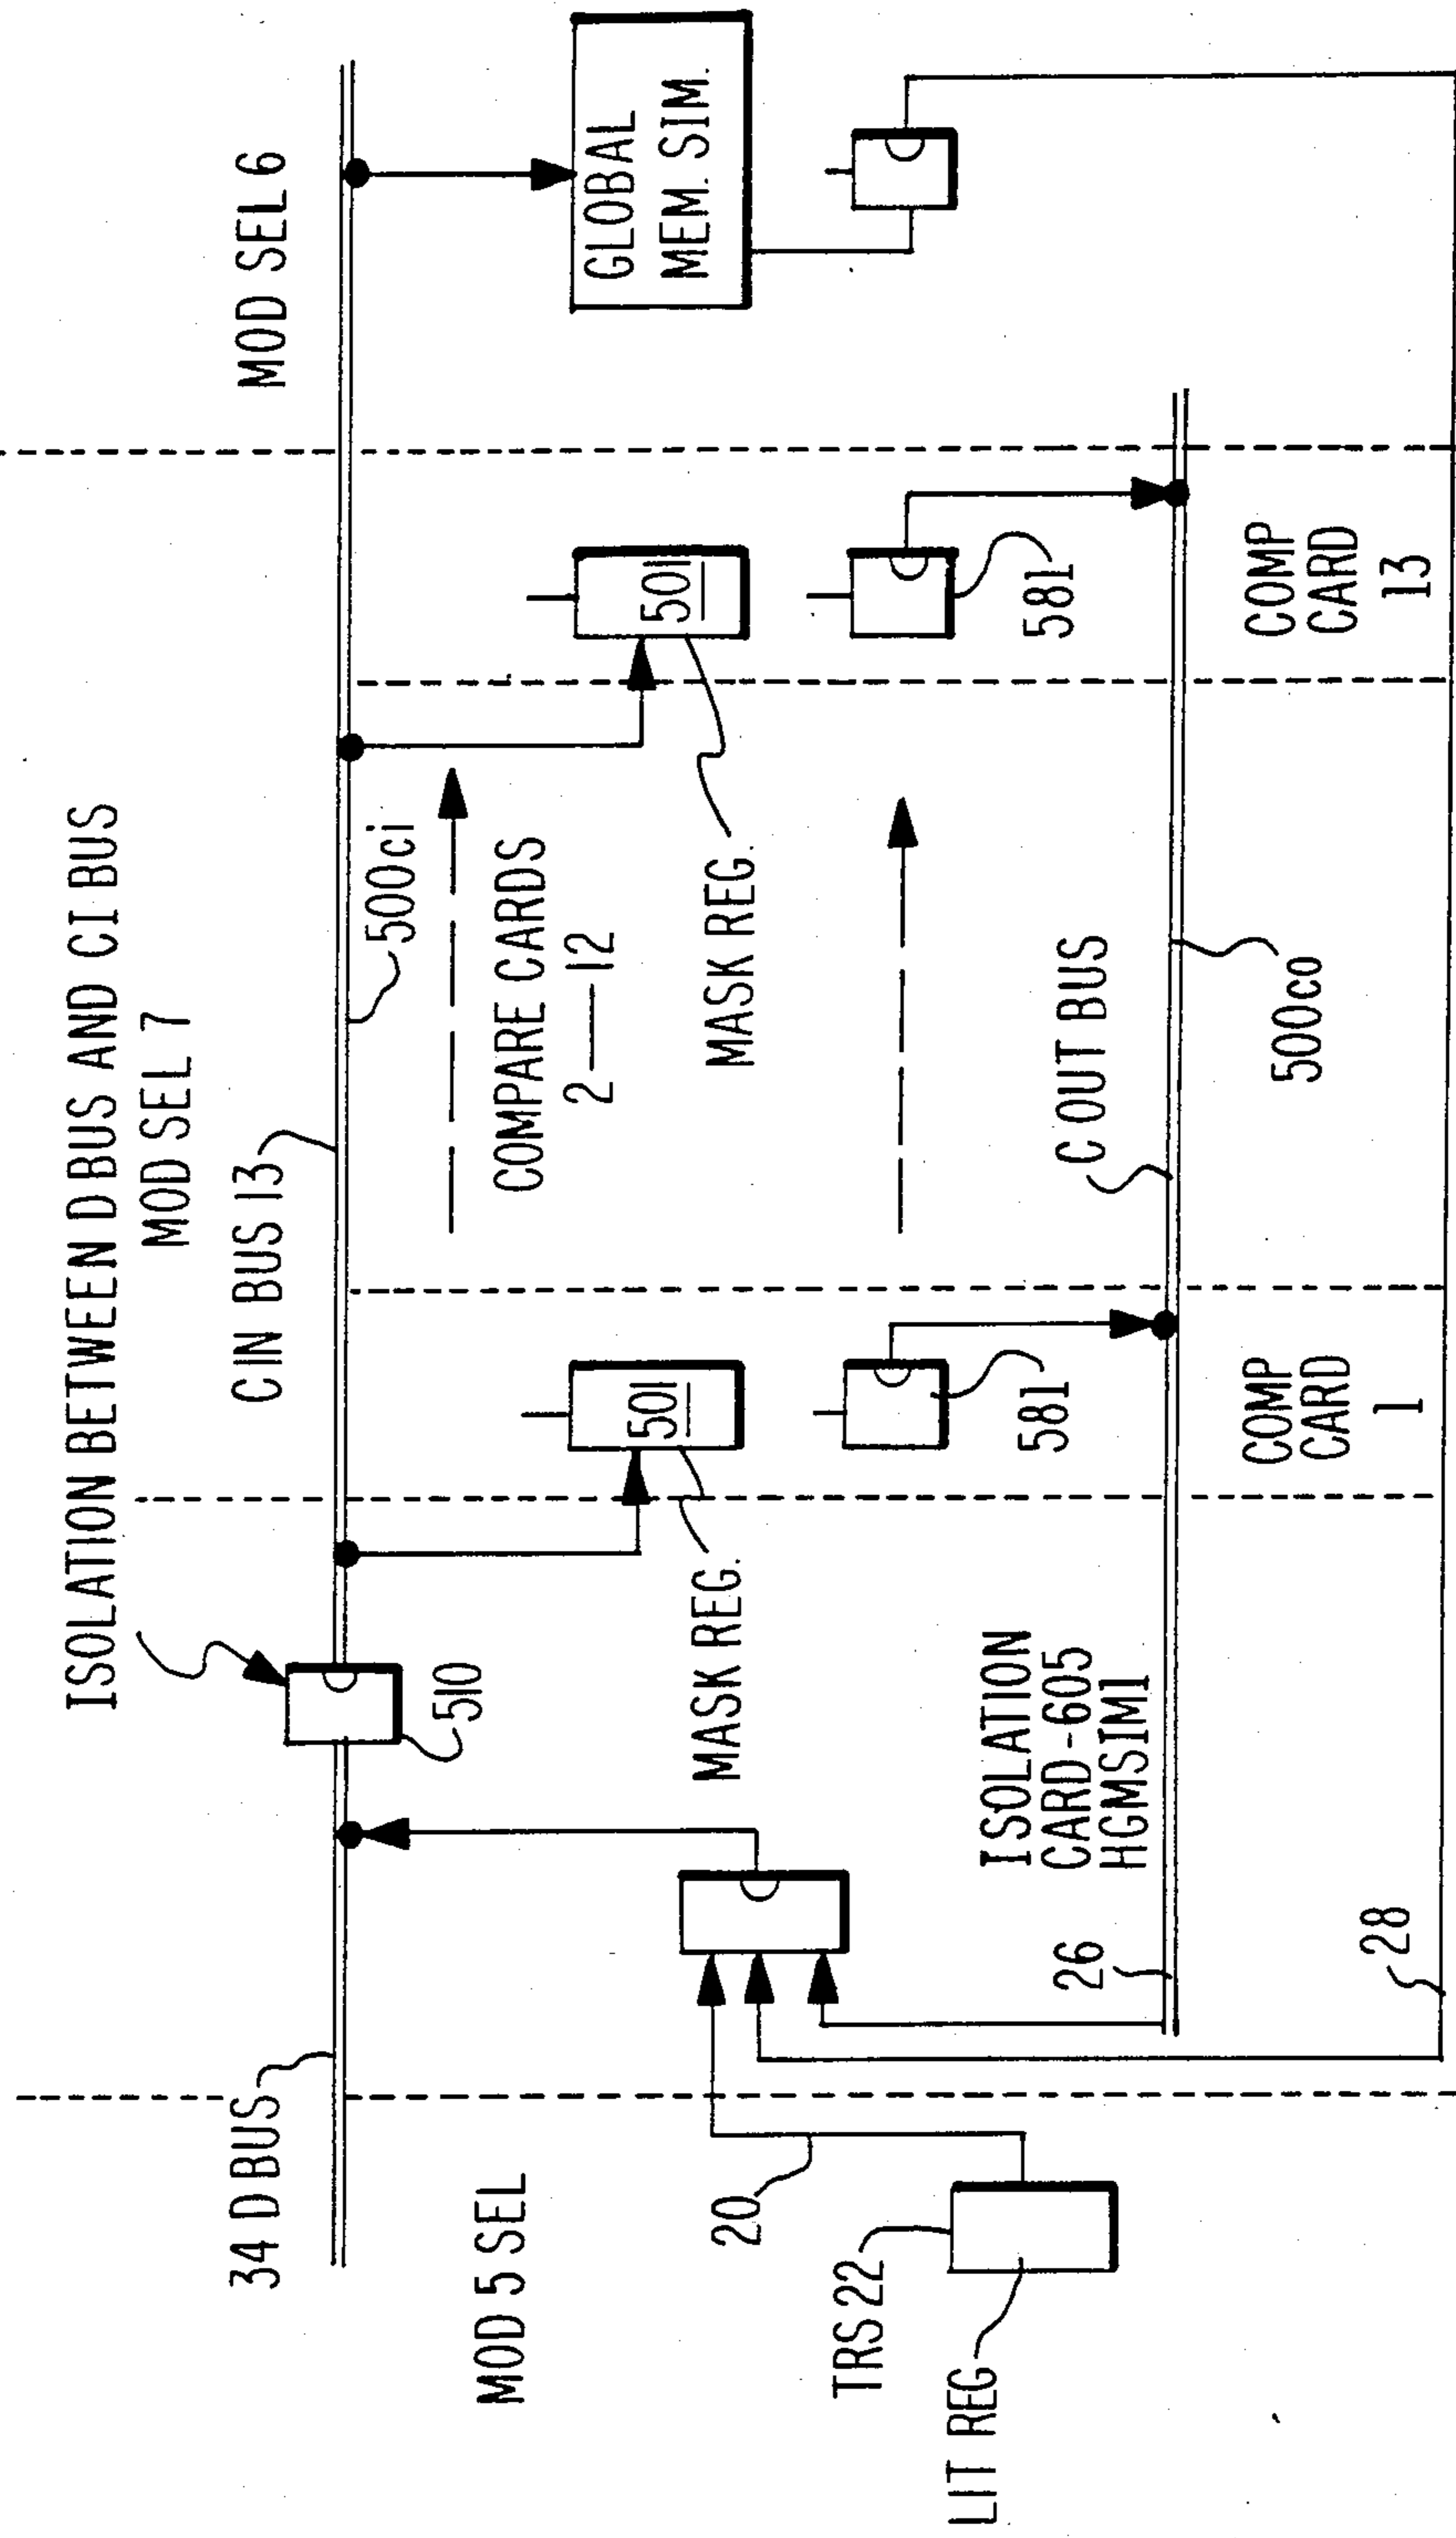 ISOLATION BETWEEN D BUS AND CI BUS
MOD SEL 7
34 D BUS
C IN BUS 13
MOD SEL 6
510
500ci
MOD 5 SEL
COMPARE CARDS
2—12
GLOBAL
MEM. SIM.
501
501
MASK REG.
MASK REG.
20
TRS 22
LIT REG
581
581
ISOLATION
CARD-605
HGMSIM1
26
C OUT BUS
500co
COMP
CARD
1
COMP
CARD
13
28